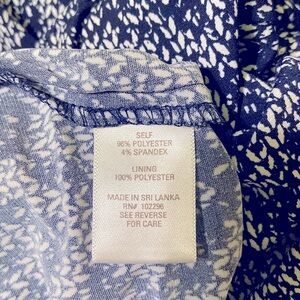 SELF
96% POLYESTER
4% SPANDEX
LINING
100% POLYESTER
MADE IN SRI LANKA
RN# 102296
SEE REVERSE
FOR CARE